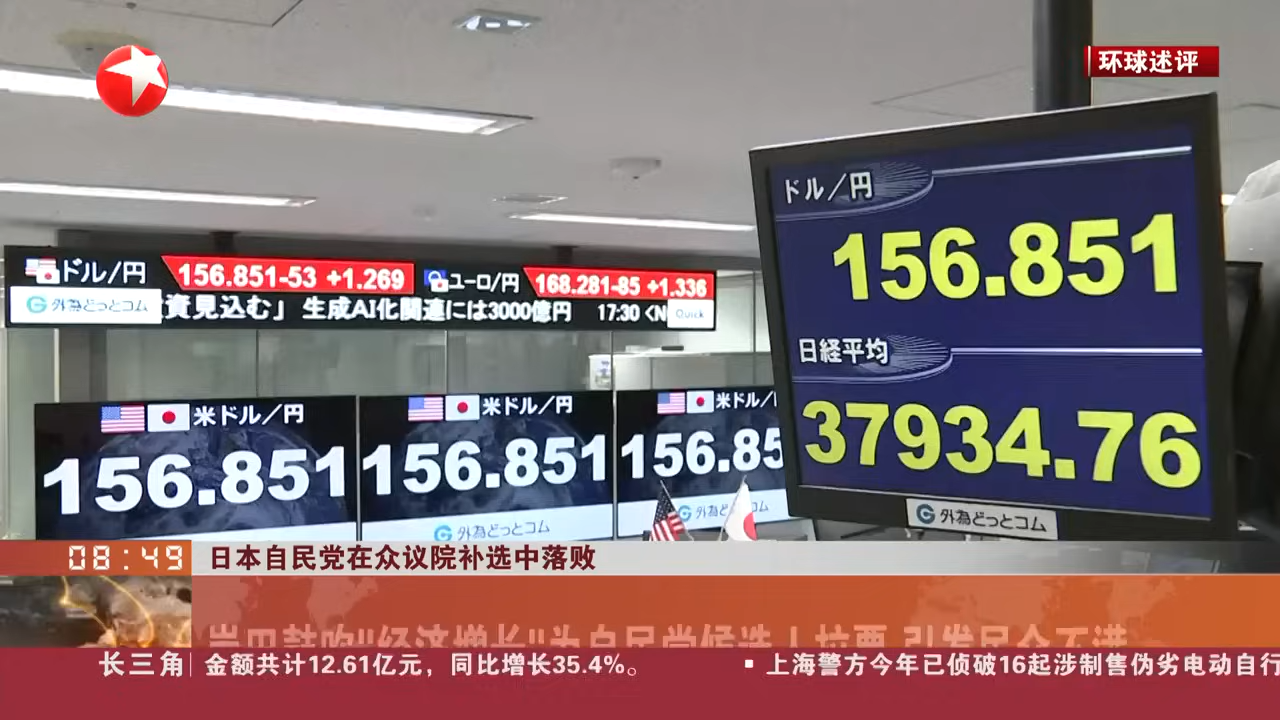 环球述评
ドル/円
156.851
日経平均
37934.76
外為どっとコム
ドル/円 156.851-53 +1.269 ユーロ/円 168.281-85 +1.336
外為どっとコム 資見込む」 生成AI化関連には3000億円 17:30 <N Quick
米ドル/円
156.851
米ドル/円
156.851
外為どっとコム
米ドル/
156.85
外為どっ
08:49 日本自民党在众议院补选中落败
长三角 金额共计12.61亿元，同比增长35.4%。 ▪ 上海警方今年已侦破16起涉制售伪劣电动自行